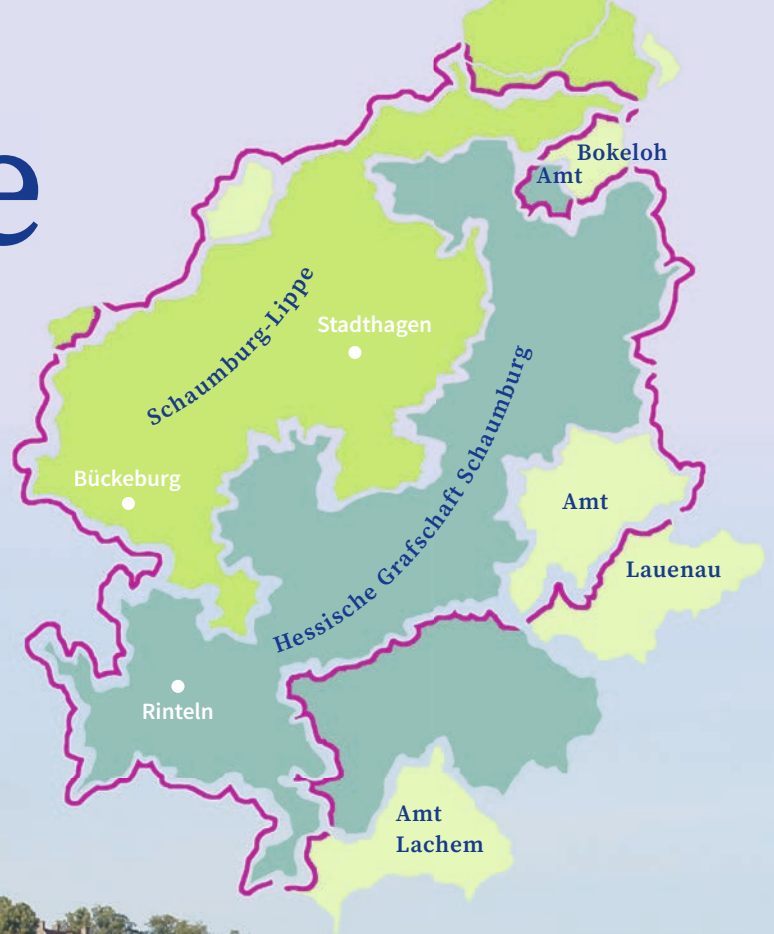 e
Bokeloh
Amt
Schaumburg-Lippe
Stadthagen
Hessische Grafschaft Schaumburg
Bückeburg
Amt
Lauenau
Rinteln
Amt
Lachem